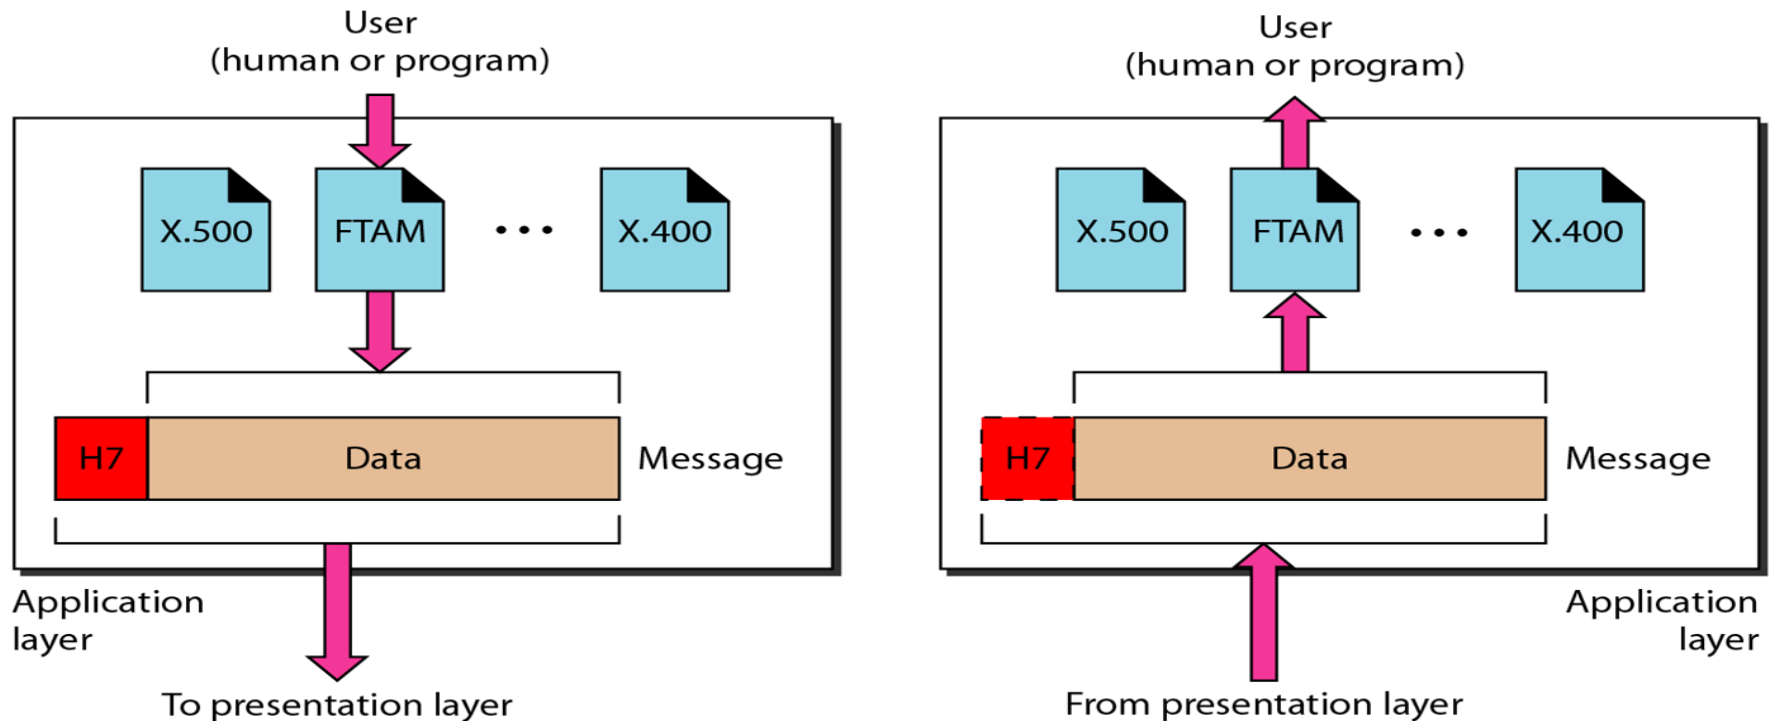 User
(human or program)
X.500
FTAM
...
X.400
H7
Data
Message
Application
layer
To presentation layer
User
(human or program)
X.500
FTAM
...
X.400
H7
Data
Message
Application
layer
From presentation layer